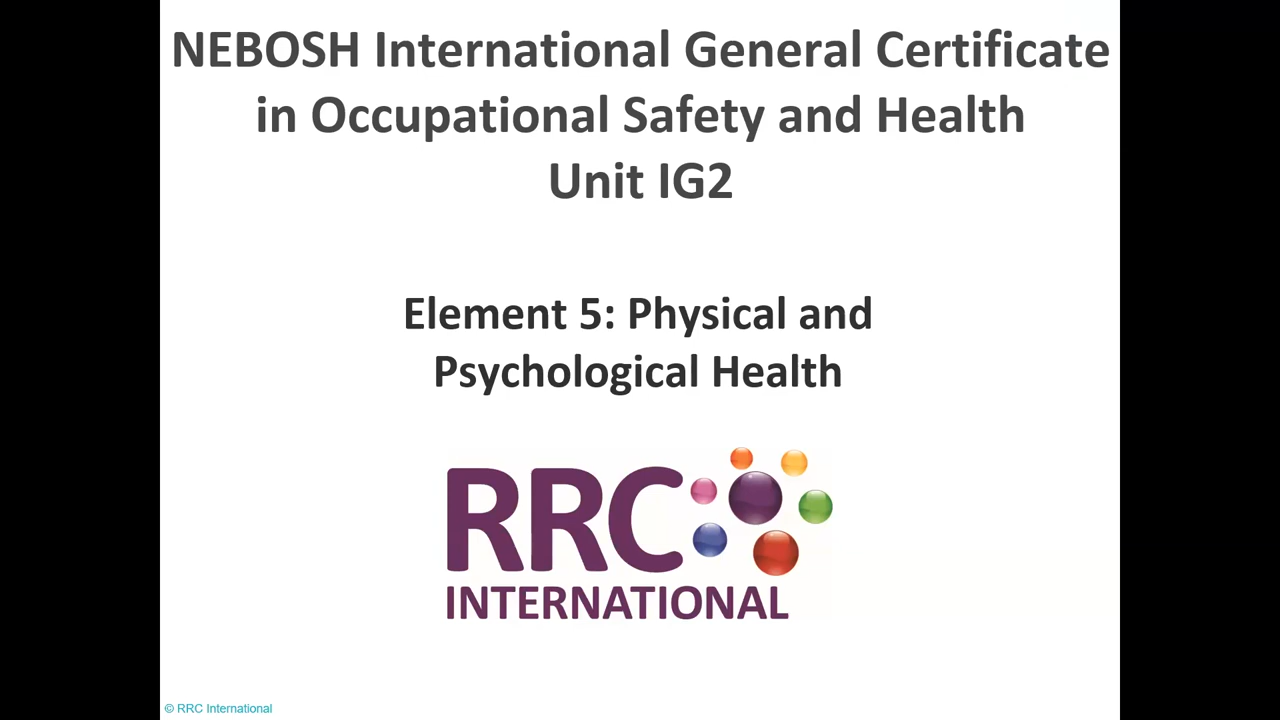 NEBOSH International General Certificate
in Occupational Safety and Health
Unit IG2
Element 5: Physical and
Psychological Health
RRC
INTERNATIONAL
© RRC International